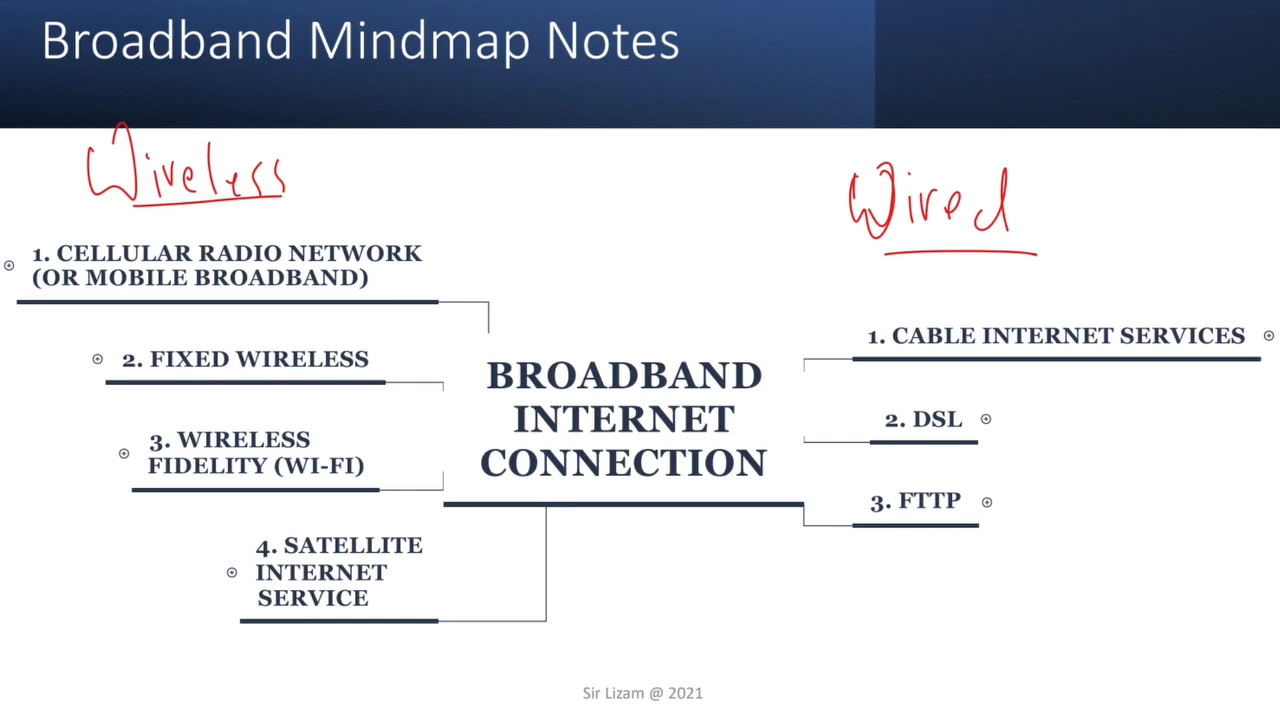 Broadband Mindmap Notes
Wireless
Wired
1. CELLULAR RADIO NETWORK
(OR MOBILE BROADBAND)
2. FIXED WIRELESS
3. WIRELESS
FIDELITY (WI-FI)
4. SATELLITE
INTERNET
SERVICE
BROADBAND
INTERNET
CONNECTION
1. CABLE INTERNET SERVICES
2. DSL
3. FTTP
Sir Lizam @ 2021